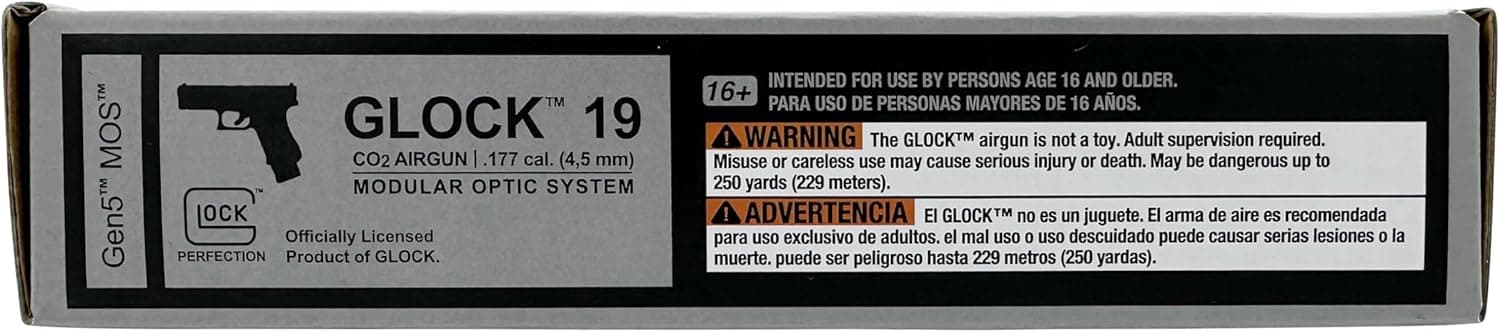 Gen5™ MOS™
GLOCK™ 19
CO2 AIRGUN | .177 cal. (4,5 mm)
MODULAR OPTIC SYSTEM
GLOCK™
PERFECTION
Officially Licensed
Product of GLOCK.
16+
INTENDED FOR USE BY PERSONS AGE 16 AND OLDER.
PARA USO DE PERSONAS MAYORES DE 16 AÑOS.
WARNING The GLOCK™ airgun is not a toy. Adult supervision required.
Misuse or careless use may cause serious injury or death. May be dangerous up to
250 yards (229 meters).
ADVERTENCIA El GLOCK™ no es un juguete. El arma de aire es recomendada
para uso exclusivo de adultos. el mal uso o uso descuidado puede causar serias lesiones o la
muerte. puede ser peligroso hasta 229 metros (250 yardas).